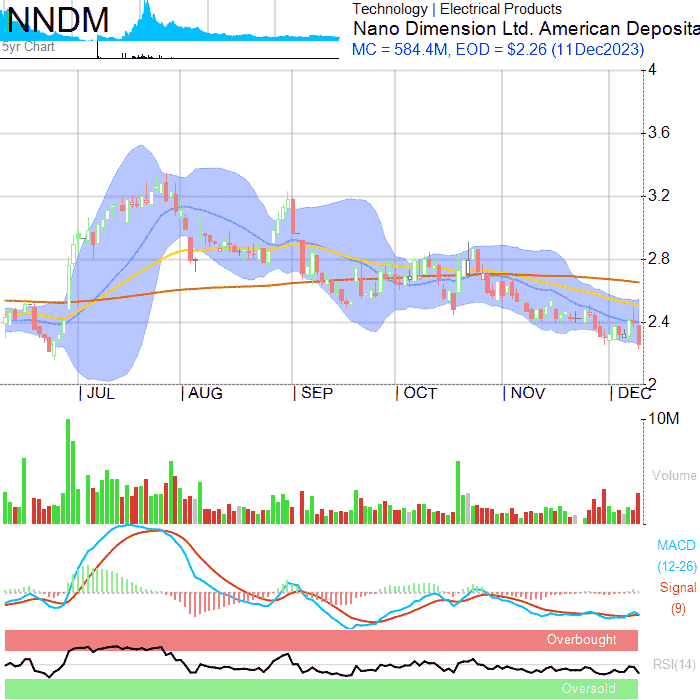 NNDM
5yr Chart
Technology | Electrical Products
Nano Dimension Ltd. American Deposita
MC = 584.4M, EOD = $2.26 (11Dec2023)
4
3.6
3.2
2.8
2.4
2
| JUL | AUG | SEP | OCT | NOV | DEC
10M
Volume
MACD
(12-26)
Signal
(9)
Overbought
RSI(14)
Oversold